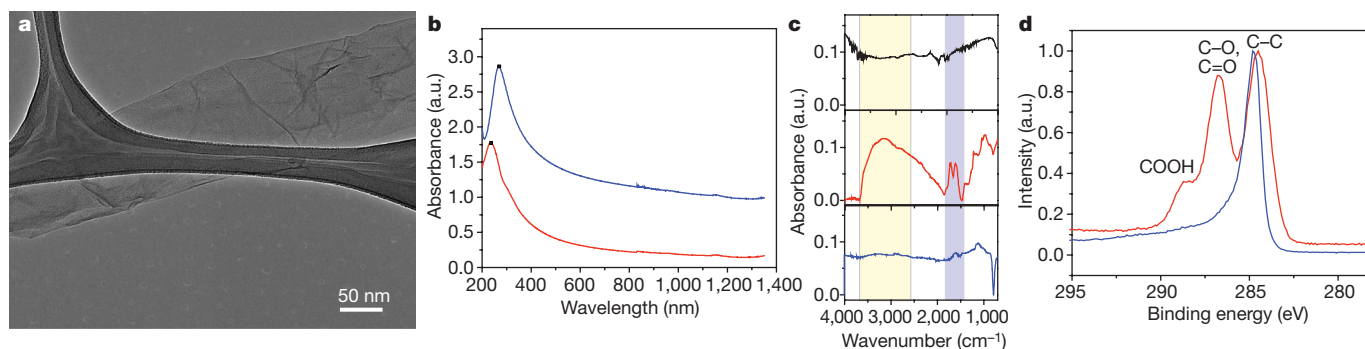 a
50 nm
b
3.0
2.5
2.0
1.5
1.0
0.5
0.0
Absorbance (a.u.)
200 400 600 800 1,000 1,200 1,400
Wavelength (nm)
c
0.1
0.0
0.1
0.0
0.1
0.0
Absorbance (a.u.)
4,000 3,000 2,000 1,000
Wavenumber (cm⁻¹)
d
C–O, C–C
C=O
COOH
1.0
0.8
0.6
0.4
0.2
0.0
Intensity (a.u.)
295 290 285 280
Binding energy (eV)